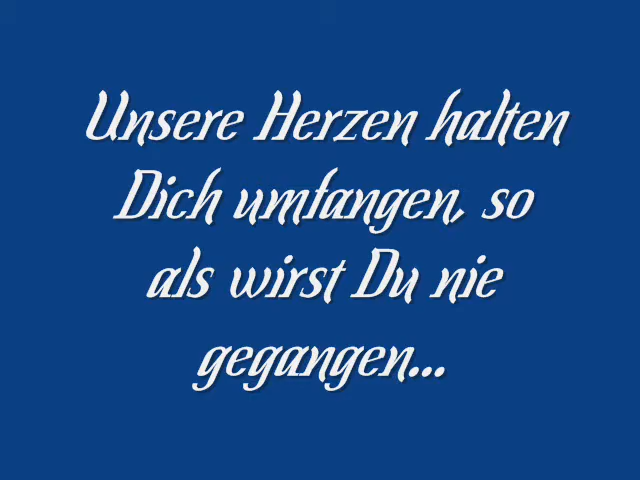 Unsere Herzen halten
Dich umfangen, so
als wirst Du nie
gegangen...